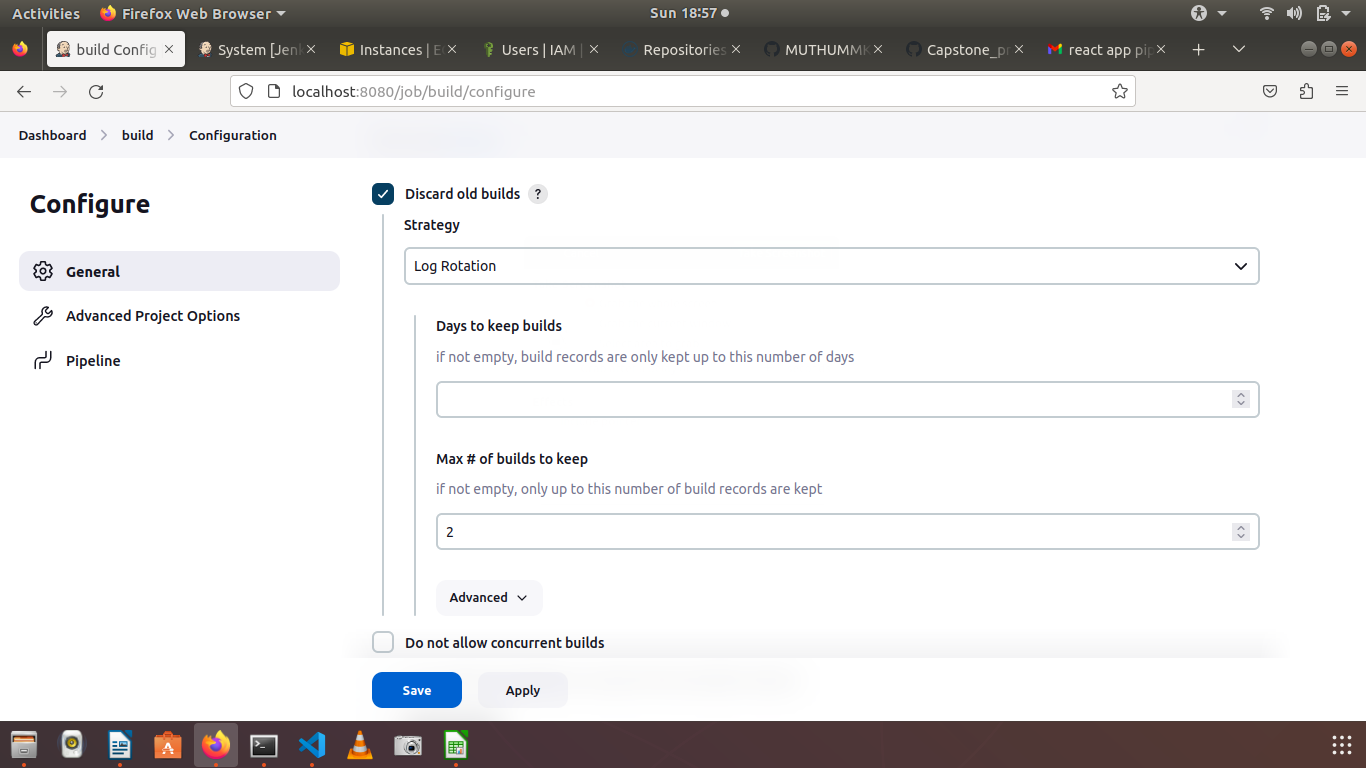 Activities Firefox Web Browser Sun 18:57
build Config System [Jenk Instances | EC Users | IAM | Repositories MUTHUMMK Capstone_pr react app pip
localhost:8080/job/build/configure
Dashboard build Configuration
Configure
General
Advanced Project Options
Pipeline
Discard old builds ?
Strategy
Log Rotation
Days to keep builds
if not empty, build records are only kept up to this number of days
Max # of builds to keep
if not empty, only up to this number of build records are kept
2
Advanced
Do not allow concurrent builds
Save Apply